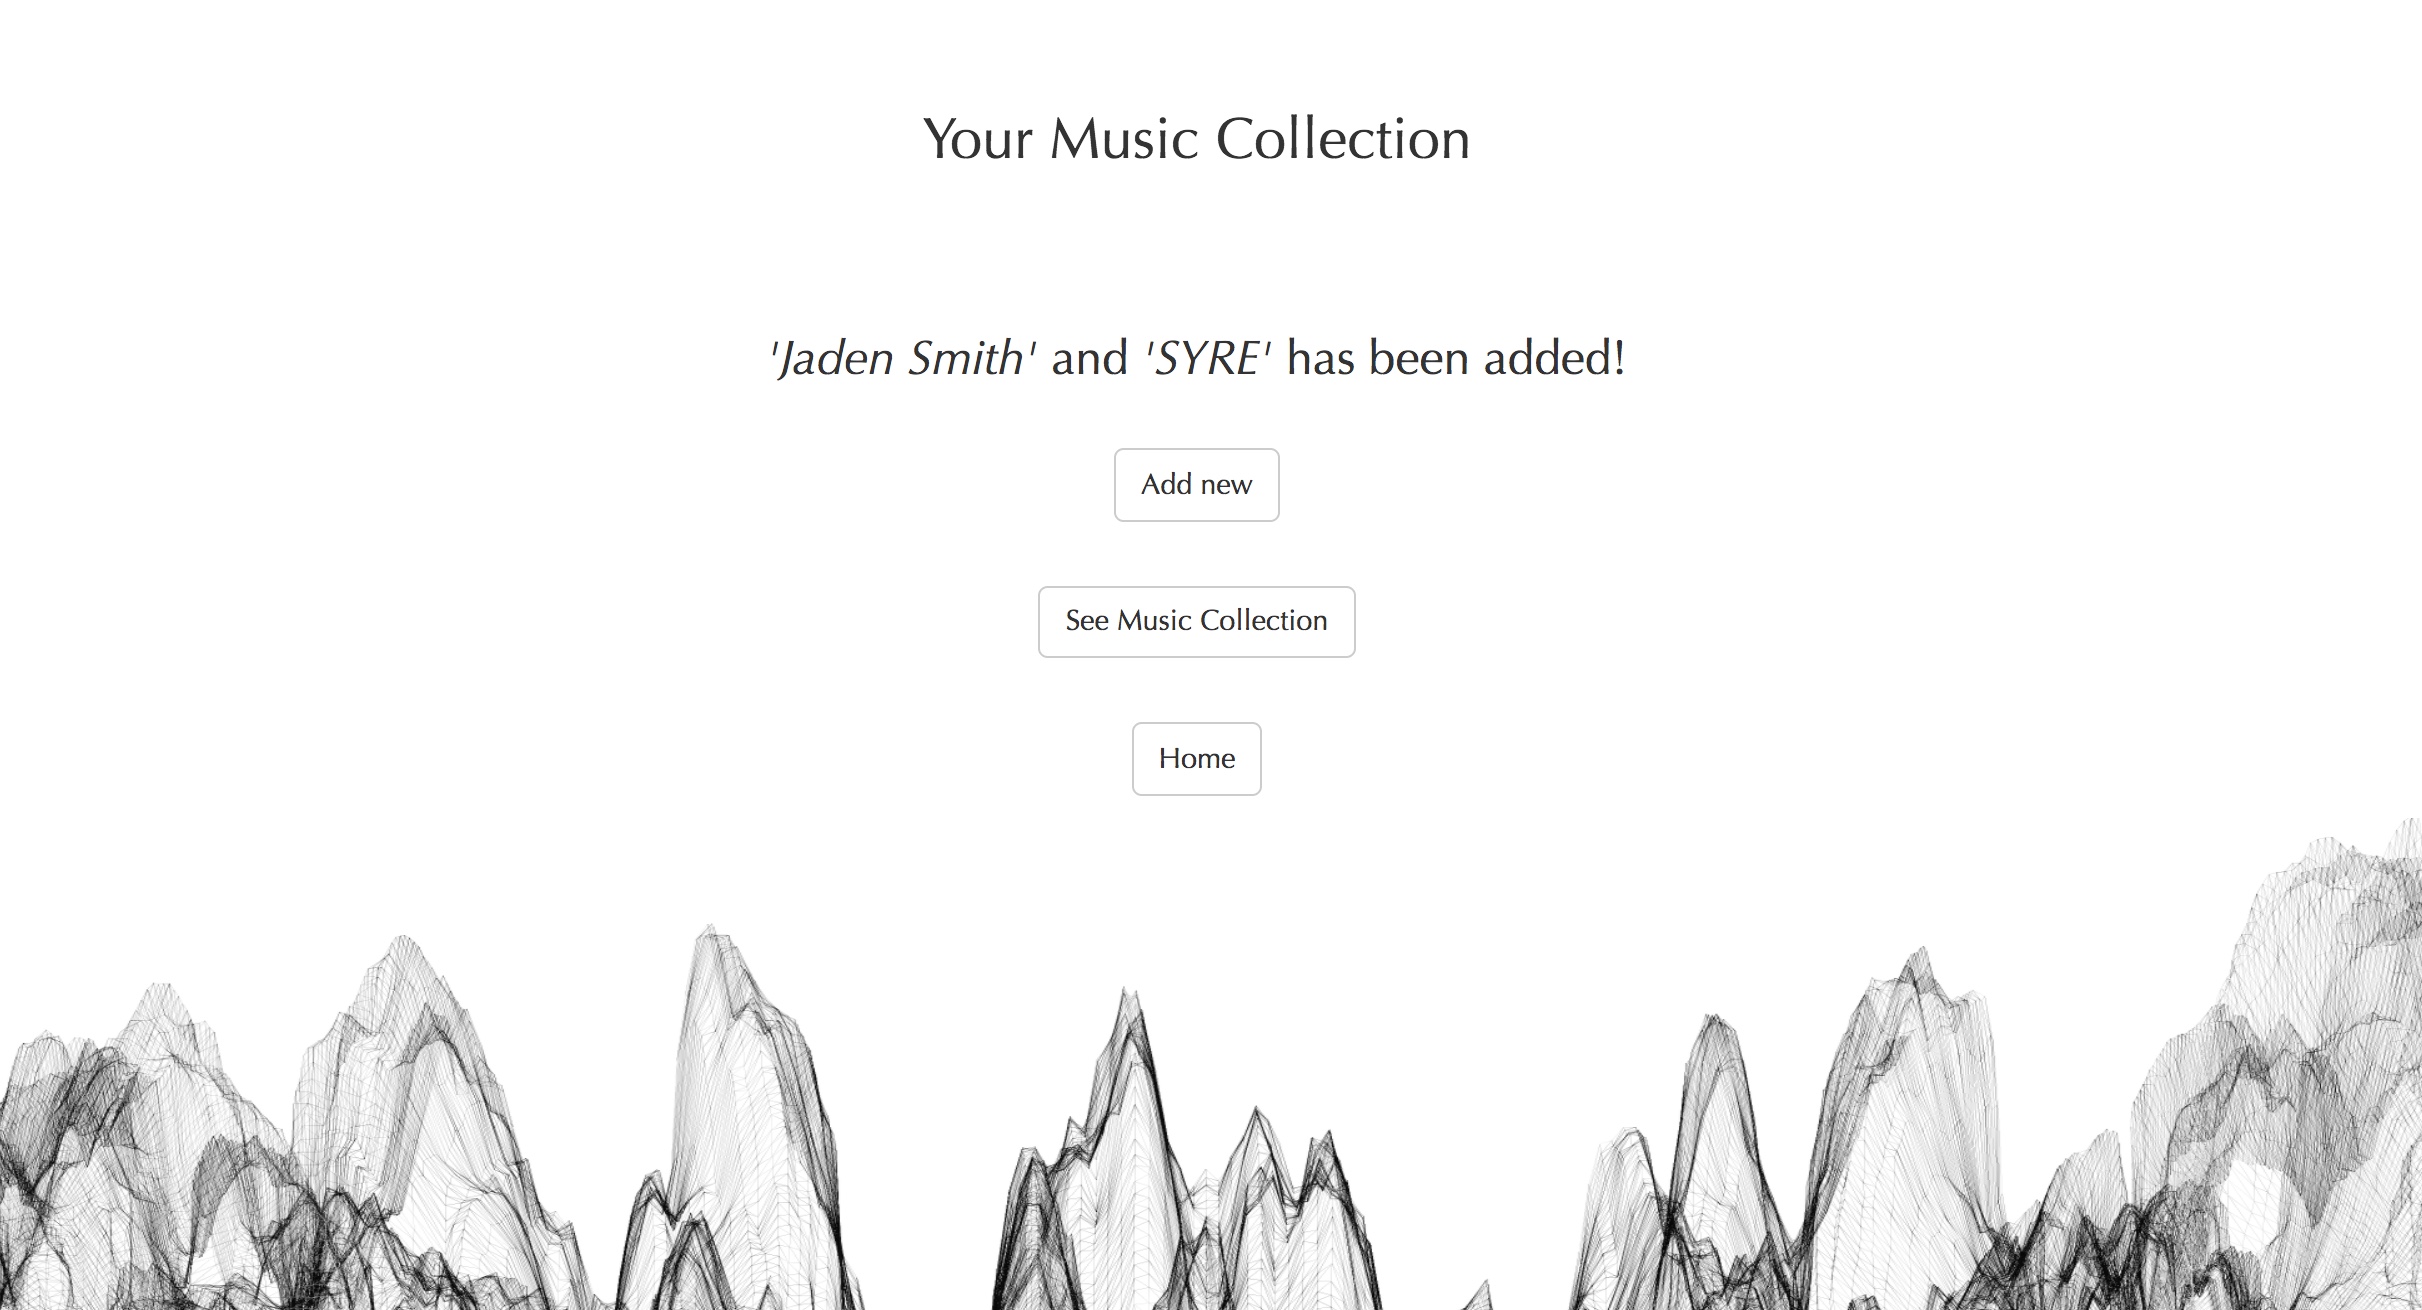 Your Music Collection
'Jaden Smith' and 'SYRE' has been added!
Add new
See Music Collection
Home